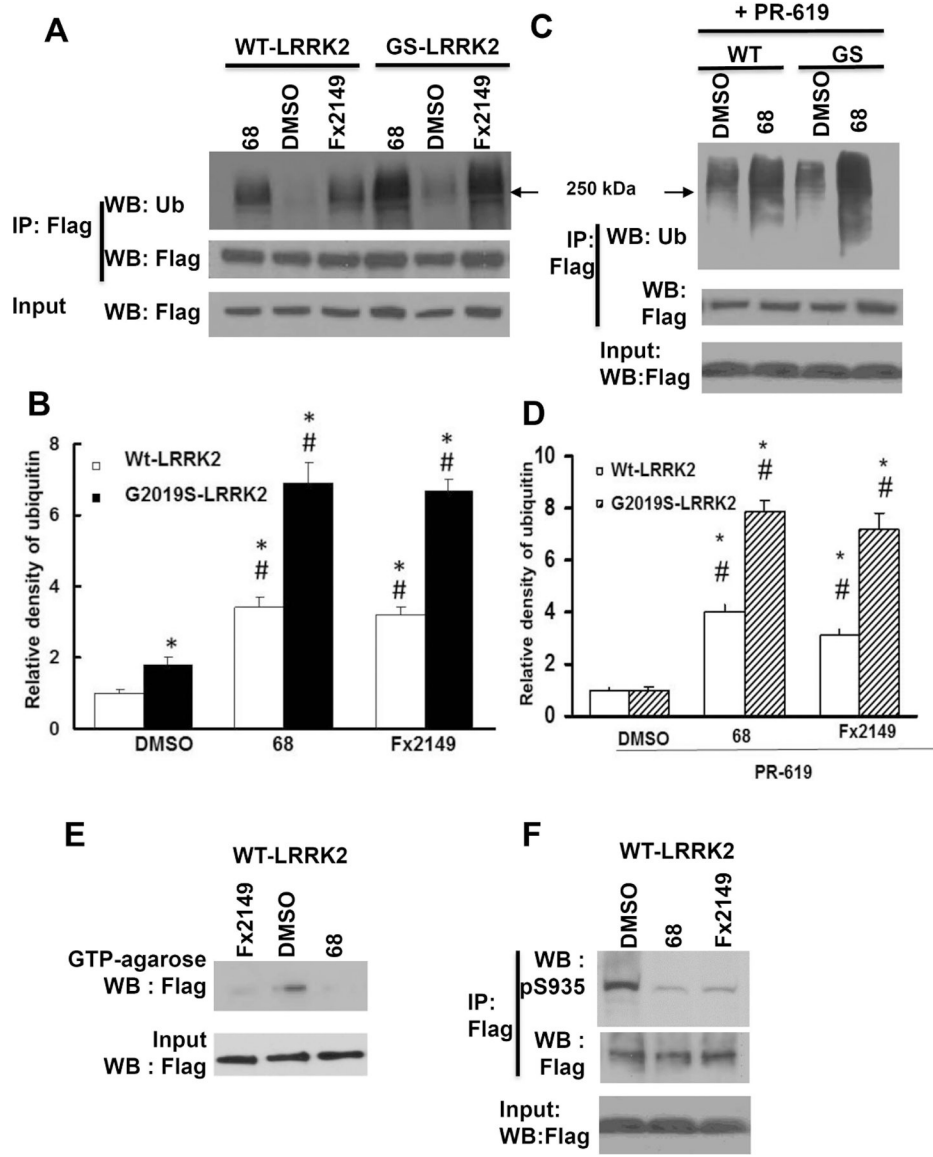 A
WT-LRRK2
GS-LRRK2
68
DMSO
Fx2149
68
DMSO
Fx2149
IP: Flag
WB: Ub
WB: Flag
Input
WB: Flag
250 kDa
C
+ PR-619
WT
GS
DMSO
68
DMSO
68
IP:
Flag
WB: Ub
WB:
Flag
Input:
WB:Flag
B
Relative density of ubiquitin
8
6
4
2
0
Wt-LRRK2
G2019S-LRRK2
*
*
#
*
#
*
#
*
#
DMSO
68
Fx2149
D
Relative density of ubiquitin
10
8
6
4
2
0
Wt-LRRK2
G2019S-LRRK2
*
#
*
#
*
#
*
#
DMSO
68
Fx2149
PR-619
E
WT-LRRK2
Fx2149
DMSO
68
GTP-agarose
WB : Flag
Input
WB : Flag
F
WT-LRRK2
DMSO
68
Fx2149
IP:
Flag
WB :
pS935
WB :
Flag
Input:
WB:Flag